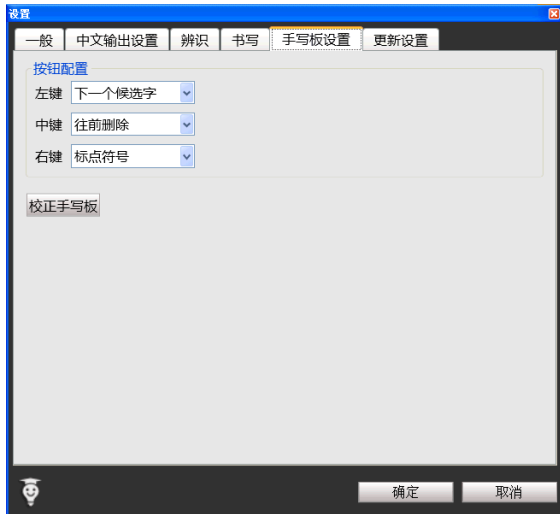 设置
一般 中文输出设置 辨识 书写 手写板设置 更新设置
按钮配置
左键 下一个候选字
中键 往前删除
右键 标点符号
校正手写板
确定 取消